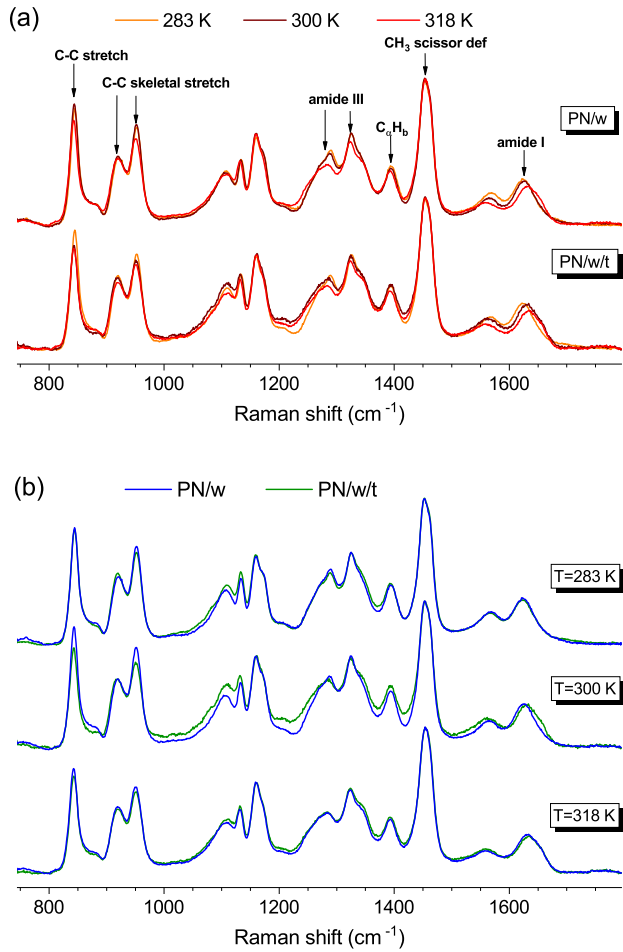 (a)
283 K
300 K
318 K
CH3 scissor def
C-C stretch
C-C skeletal stretch
amide III
CαHb
amide I
PN/w
PN/w/t
800 1000 1200 1400 1600
Raman shift (cm-1)
(b)
PN/w
PN/w/t
T=283 K
T=300 K
T=318 K
800 1000 1200 1400 1600
Raman shift (cm-1)